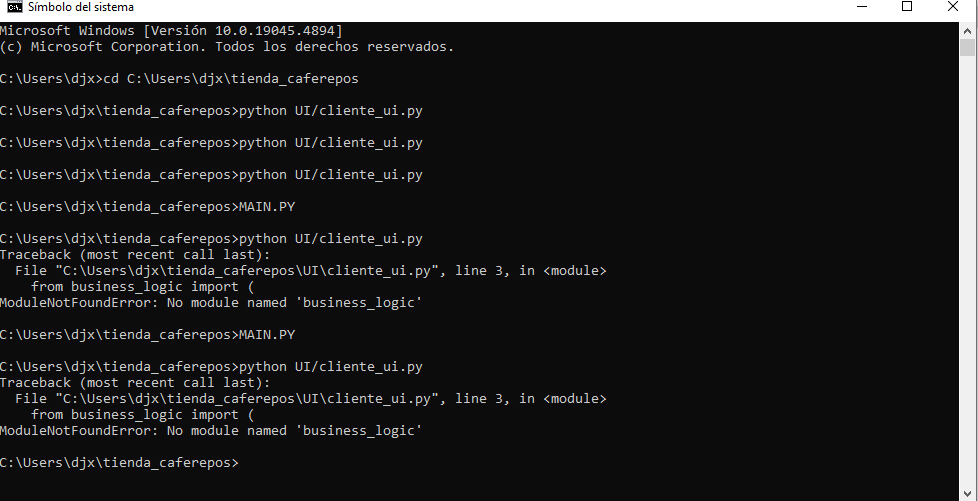 Símbolo del sistema
Microsoft Windows [Versión 10.0.19045.4894]
(c) Microsoft Corporation. Todos los derechos reservados.
C:\Users\djx>cd C:\Users\djx\tienda_caferepos
C:\Users\djx\tienda_caferepos>python UI/cliente_ui.py
C:\Users\djx\tienda_caferepos>python UI/cliente_ui.py
C:\Users\djx\tienda_caferepos>python UI/cliente_ui.py
C:\Users\djx\tienda_caferepos>MAIN.PY
C:\Users\djx\tienda_caferepos>python UI/cliente_ui.py
Traceback (most recent call last):
  File "C:\Users\djx\tienda_caferepos\UI\cliente_ui.py", line 3, in <module>
    from business_logic import (
ModuleNotFoundError: No module named 'business_logic'
C:\Users\djx\tienda_caferepos>MAIN.PY
C:\Users\djx\tienda_caferepos>python UI/cliente_ui.py
Traceback (most recent call last):
  File "C:\Users\djx\tienda_caferepos\UI\cliente_ui.py", line 3, in <module>
    from business_logic import (
ModuleNotFoundError: No module named 'business_logic'
C:\Users\djx\tienda_caferepos>